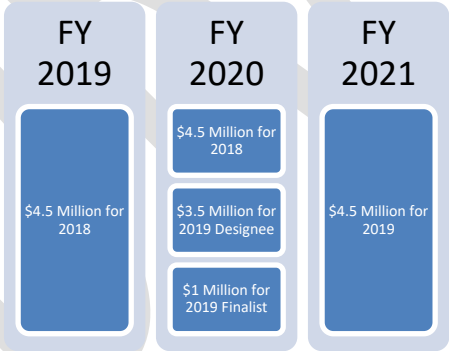 FY
2019
$4.5 Million for
2018
FY
2020
$4.5 Million for
2018
$3.5 Million for
2019 Designee
$1 Million for
2019 Finalist
FY
2021
$4.5 Million for
2019